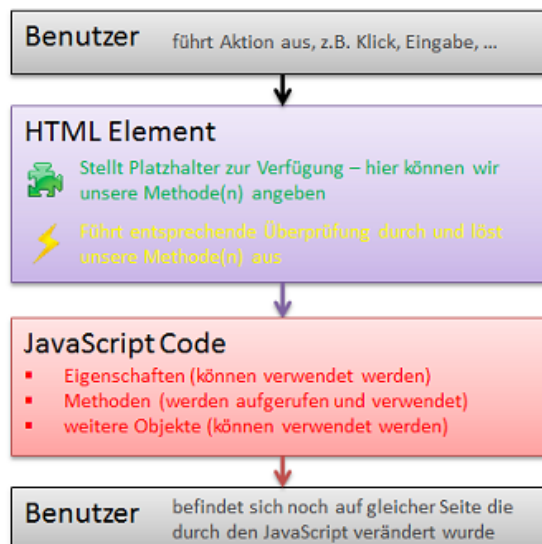 Benutzer führt Aktion aus, z.B. Klick, Eingabe, ...
HTML Element
Stellt Platzhalter zur Verfügung – hier können wir
unsere Methode(n) angeben
Führt entsprechende Überprüfung durch und löst
unsere Methode(n) aus
JavaScript Code
▪ Eigenschaften (können verwendet werden)
▪ Methoden (werden aufgerufen und verwendet)
▪ weitere Objekte (können verwendet werden)
Benutzer
befindet sich noch auf gleicher Seite die
durch den JavaScript verändert wurde